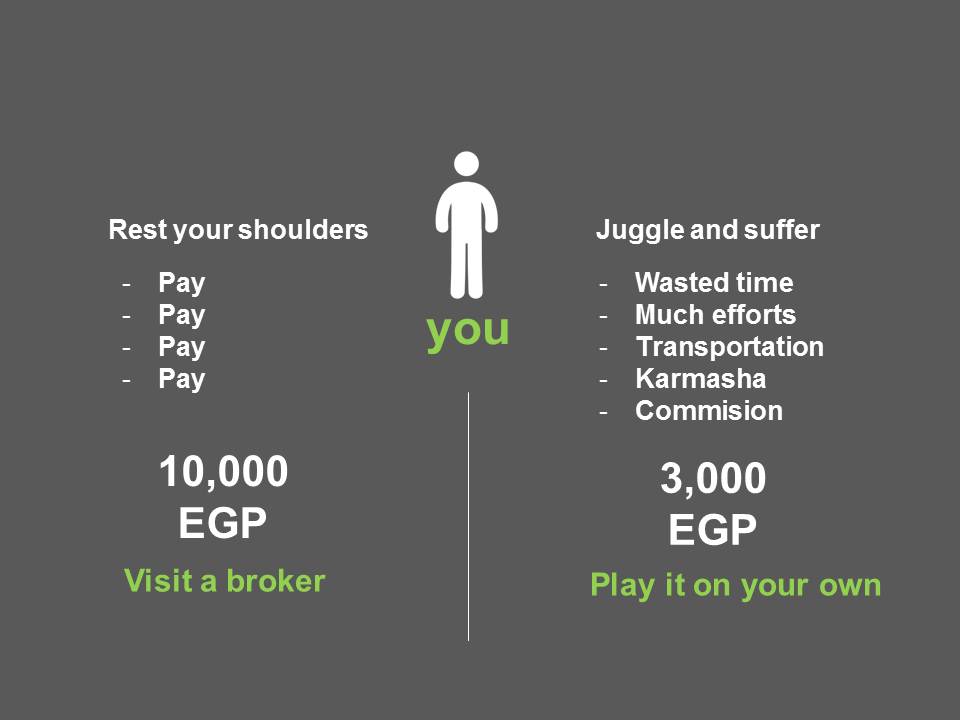 Rest your shoulders
- Pay
- Pay
- Pay
- Pay
10,000
EGP
Visit a broker
you
Juggle and suffer
- Wasted time
- Much efforts
- Transportation
- Karmasha
- Commision
3,000
EGP
Play it on your own